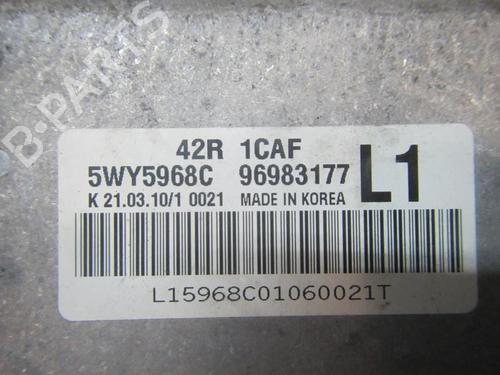 B-PARTS
42R 1CAF
5WY5968C 96983177 L1
K 21.03.10/1 0021 MADE IN KOREA
L15968C01060021T